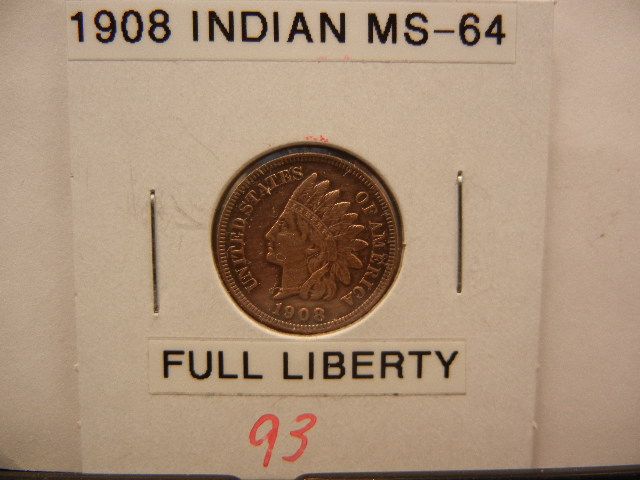 1908 INDIAN MS-64
UNITED STATES OF AMERICA
1908
FULL LIBERTY
93